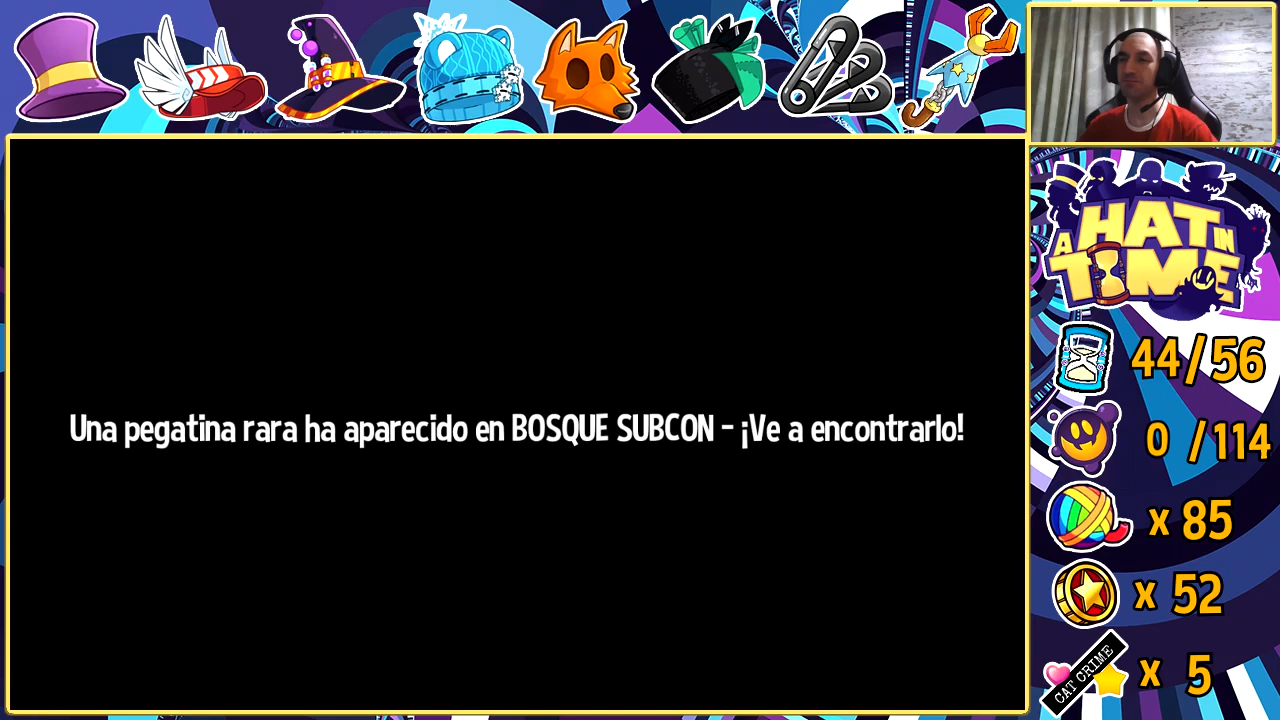 A HAT IN TIME
44/56
Una pegatina rara ha aparecido en BOSQUE SUBCON - ¡Ve a encontrarlo!
0 /114
x 85
x 52
CAT CRIME
x 5